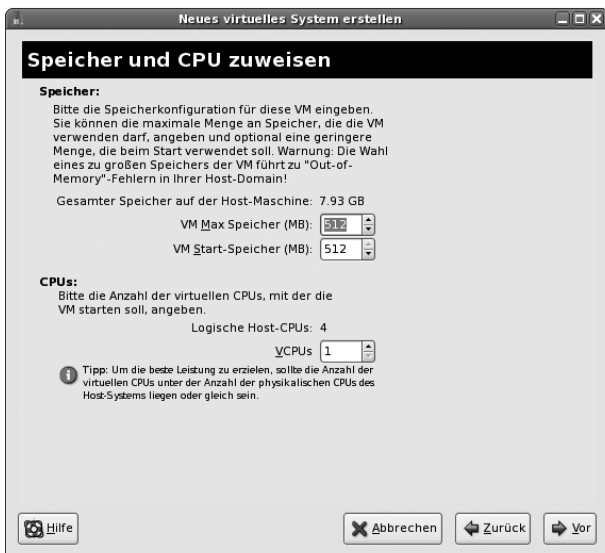 Neues virtuelles System erstellen
Speicher und CPU zuweisen
Speicher:
Bitte die Speicherkonfiguration für diese VM eingeben.
Sie können die maximale Menge an Speicher, die die VM
verwenden darf, angeben und optional eine geringere
Menge, die beim Start verwendet soll. Warnung: Die Wahl
eines zu großen Speichers der VM führt zu "Out-of-
Memory"-Fehlern in Ihrer Host-Domain!
Gesamter Speicher auf der Host-Maschine: 7.93 GB
VM Max Speicher (MB): 512
VM Start-Speicher (MB): 512
CPUs:
Bitte die Anzahl der virtuellen CPUs, mit der die
VM starten soll, angeben.
Logische Host-CPUs: 4
VCPUs 1
Tipp: Um die beste Leistung zu erzielen, sollte die Anzahl der
virtuellen CPUs unter der Anzahl der physikalischen CPUs des
Host-Systems liegen oder gleich sein.
Hilfe Abbrechen Zurück Vor